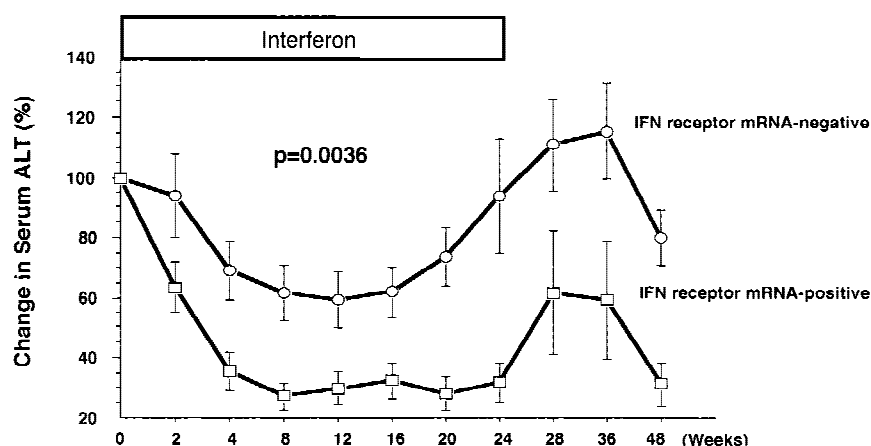 Interferon
Change in Serum ALT (%)
140
120
100
80
60
40
20
p=0.0036
IFN receptor mRNA-negative
IFN receptor mRNA-positive
0 2 4 8 12 16 20 24 28 36 48 (Weeks)